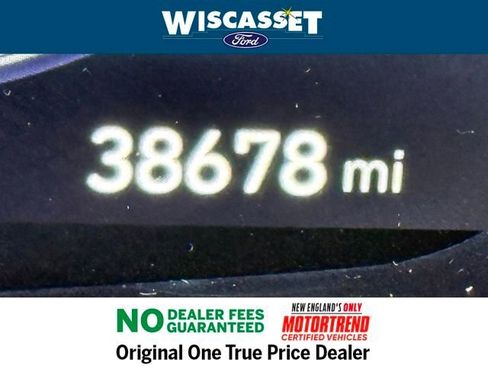 WISCASSET
Ford
38678 mi
NO DEALER FEES
GUARANTEED
NEW ENGLAND'S ONLY
MOTORTREND
CERTIFIED VEHICLES
Original One True Price Dealer